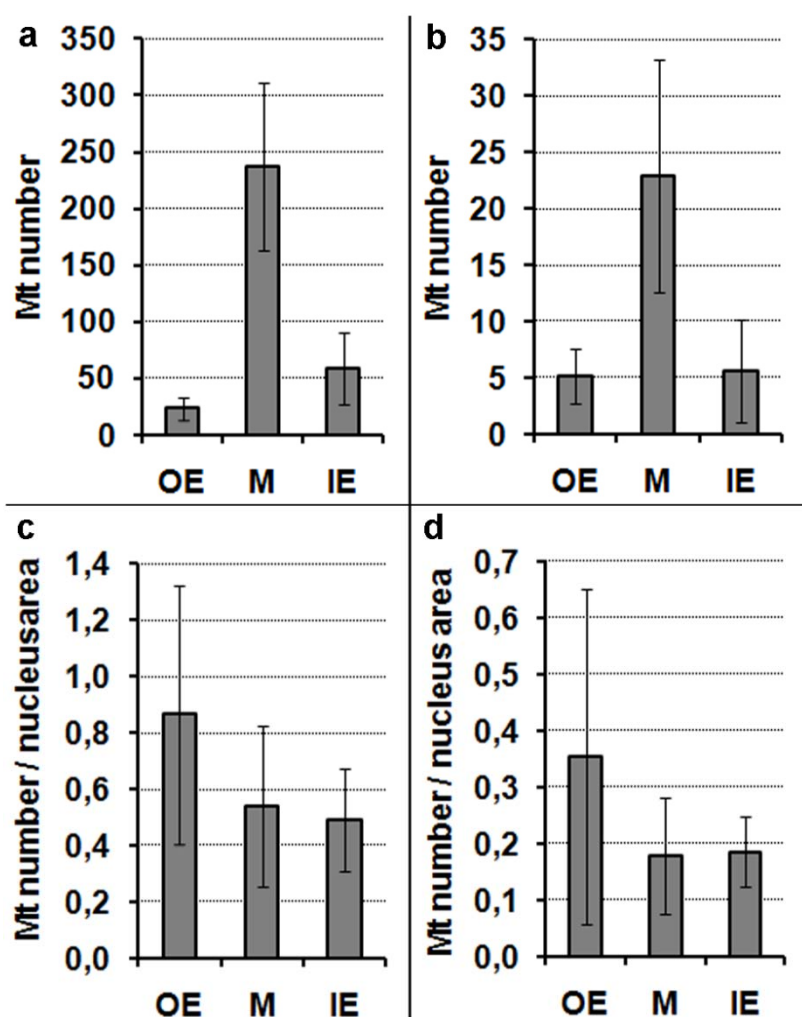 a
Mt number
350
300
250
200
150
100
50
0
OE M IE
b
Mt number
35
30
25
20
15
10
5
0
OE M IE
c
Mt number / nucleusarea
1,4
1,2
1,0
0,8
0,6
0,4
0,2
0,0
OE M IE
d
Mt number / nucleus area
0,7
0,6
0,5
0,4
0,3
0,2
0,1
0,0
OE M IE